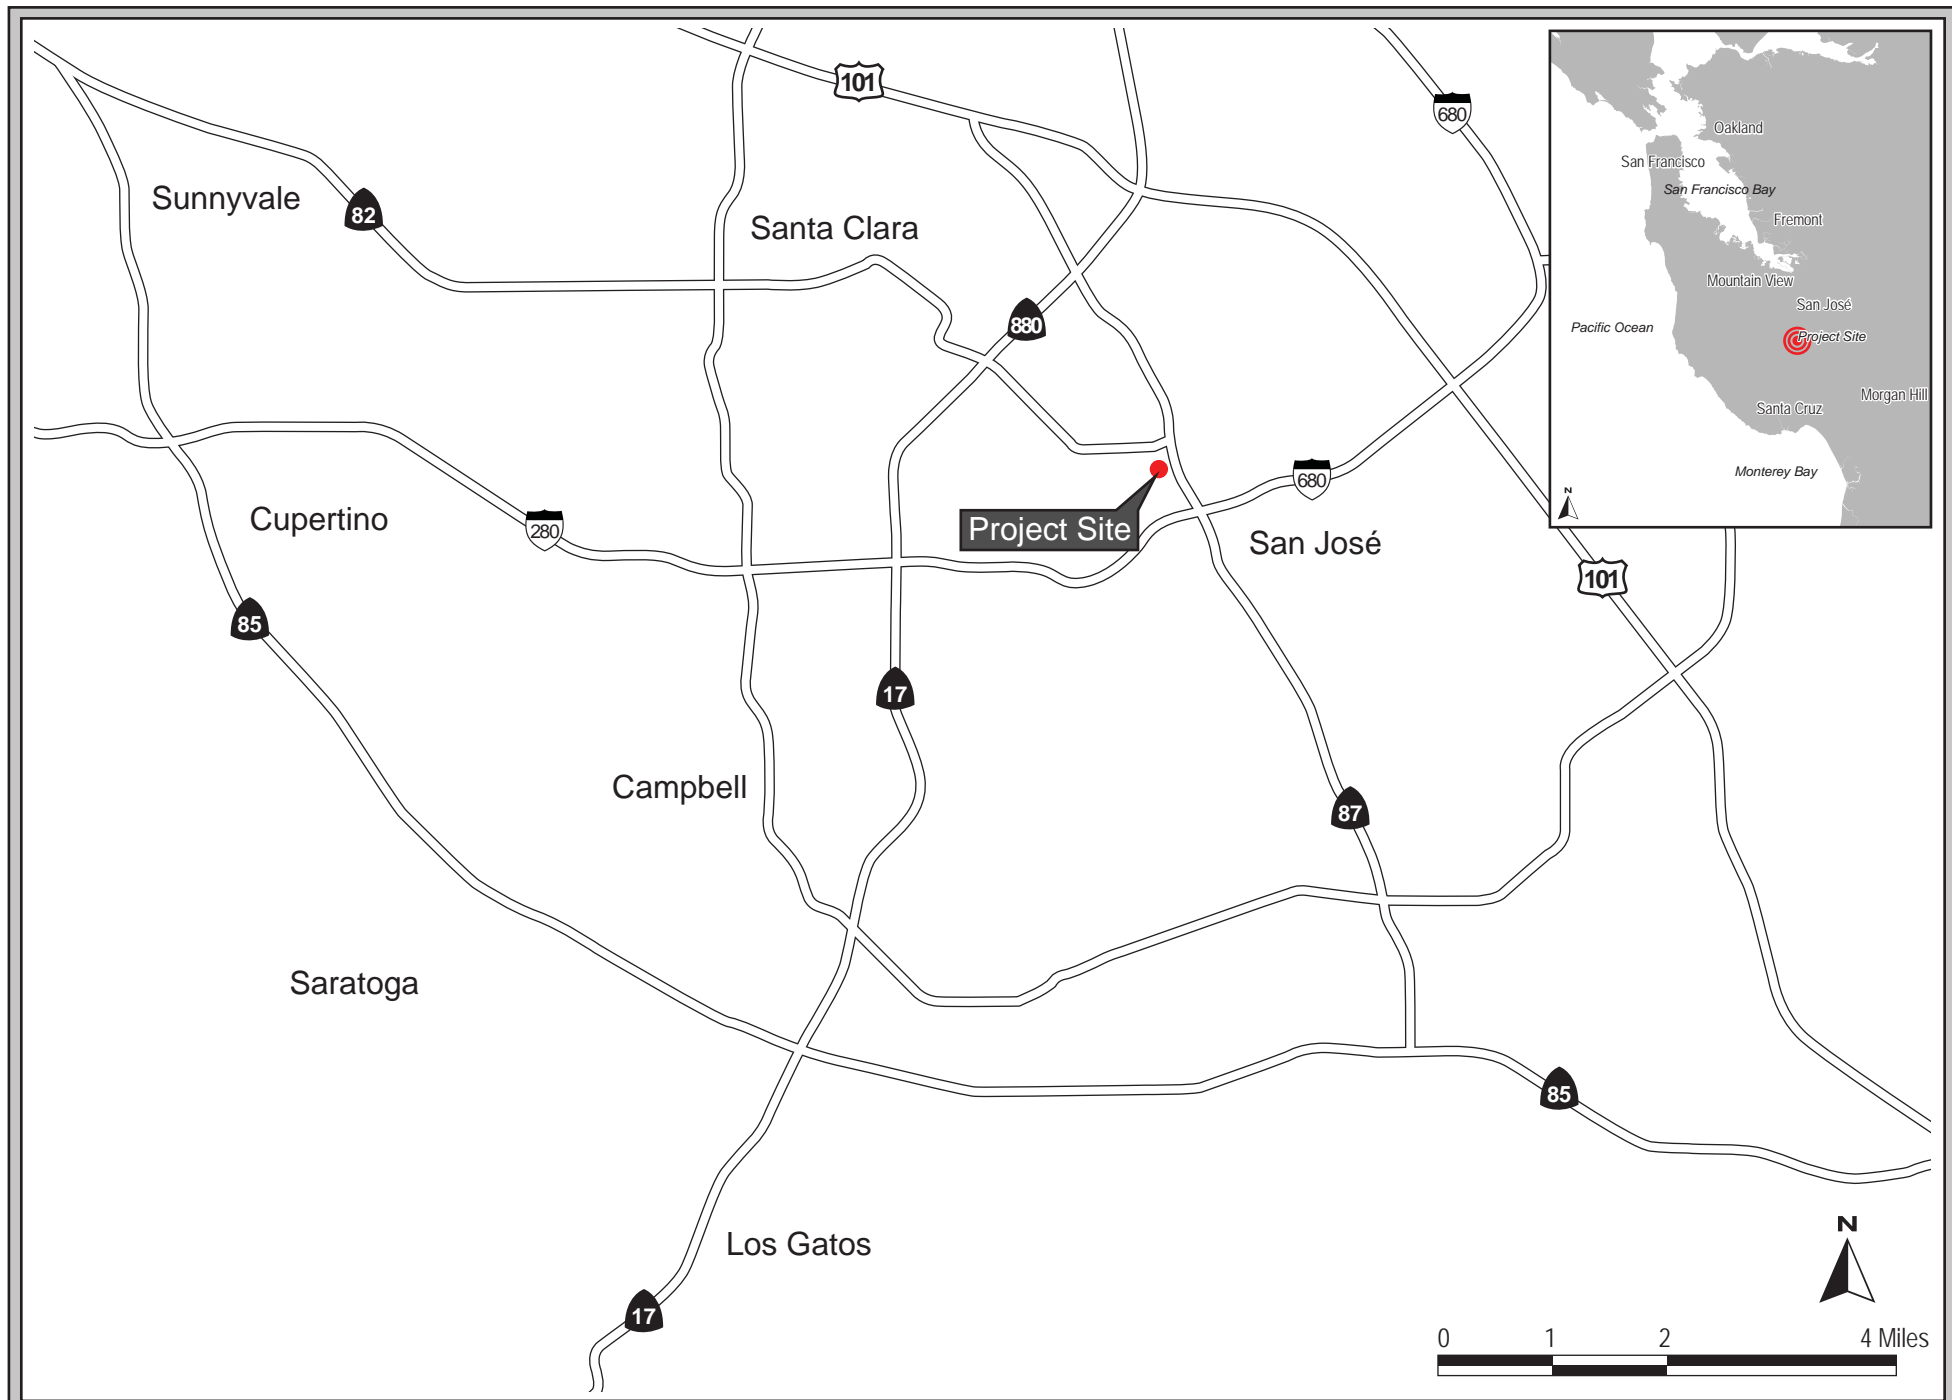 101
680
Oakland
San Francisco
San Francisco Bay
Sunnyvale
82
Santa Clara
Fremont
Mountain View
San José
880
Pacific Ocean
Project Site
Morgan Hill
Santa Cruz
Monterey Bay
680
N
Cupertino
280
Project Site
San José
101
85
17
Campbell
87
Saratoga
85
Los Gatos
N
17
0 1 2 4 Miles